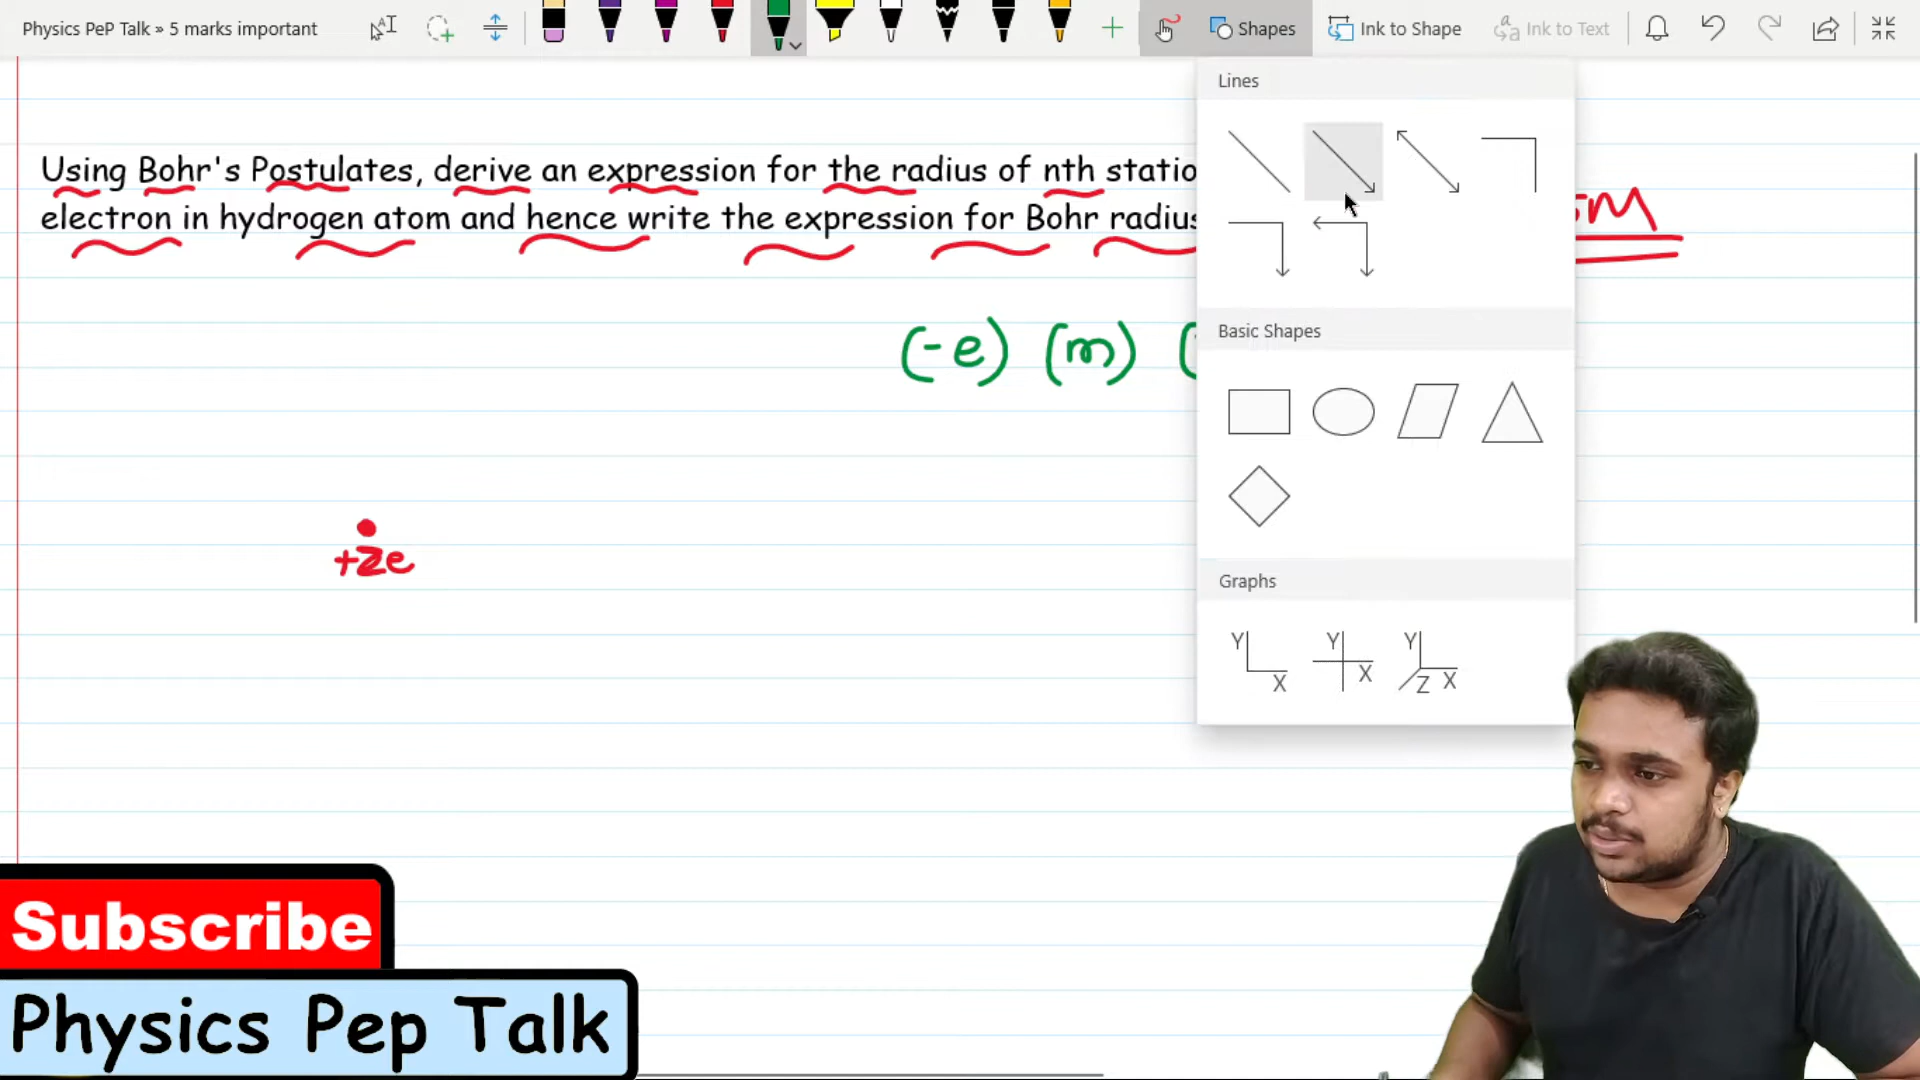 Physics PeP Talk » 5 marks important
Shapes
Ink to Shape
Ink to Text
Lines
Using Bohr's Postulates, derive an expression for the radius of nth statio
electron in hydrogen atom and hence write the expression for Bohr radius
5M
(-e) (m) (
Basic Shapes
+Ze
Graphs
Y X
Y X
Y Z X
Subscribe
Physics Pep Talk